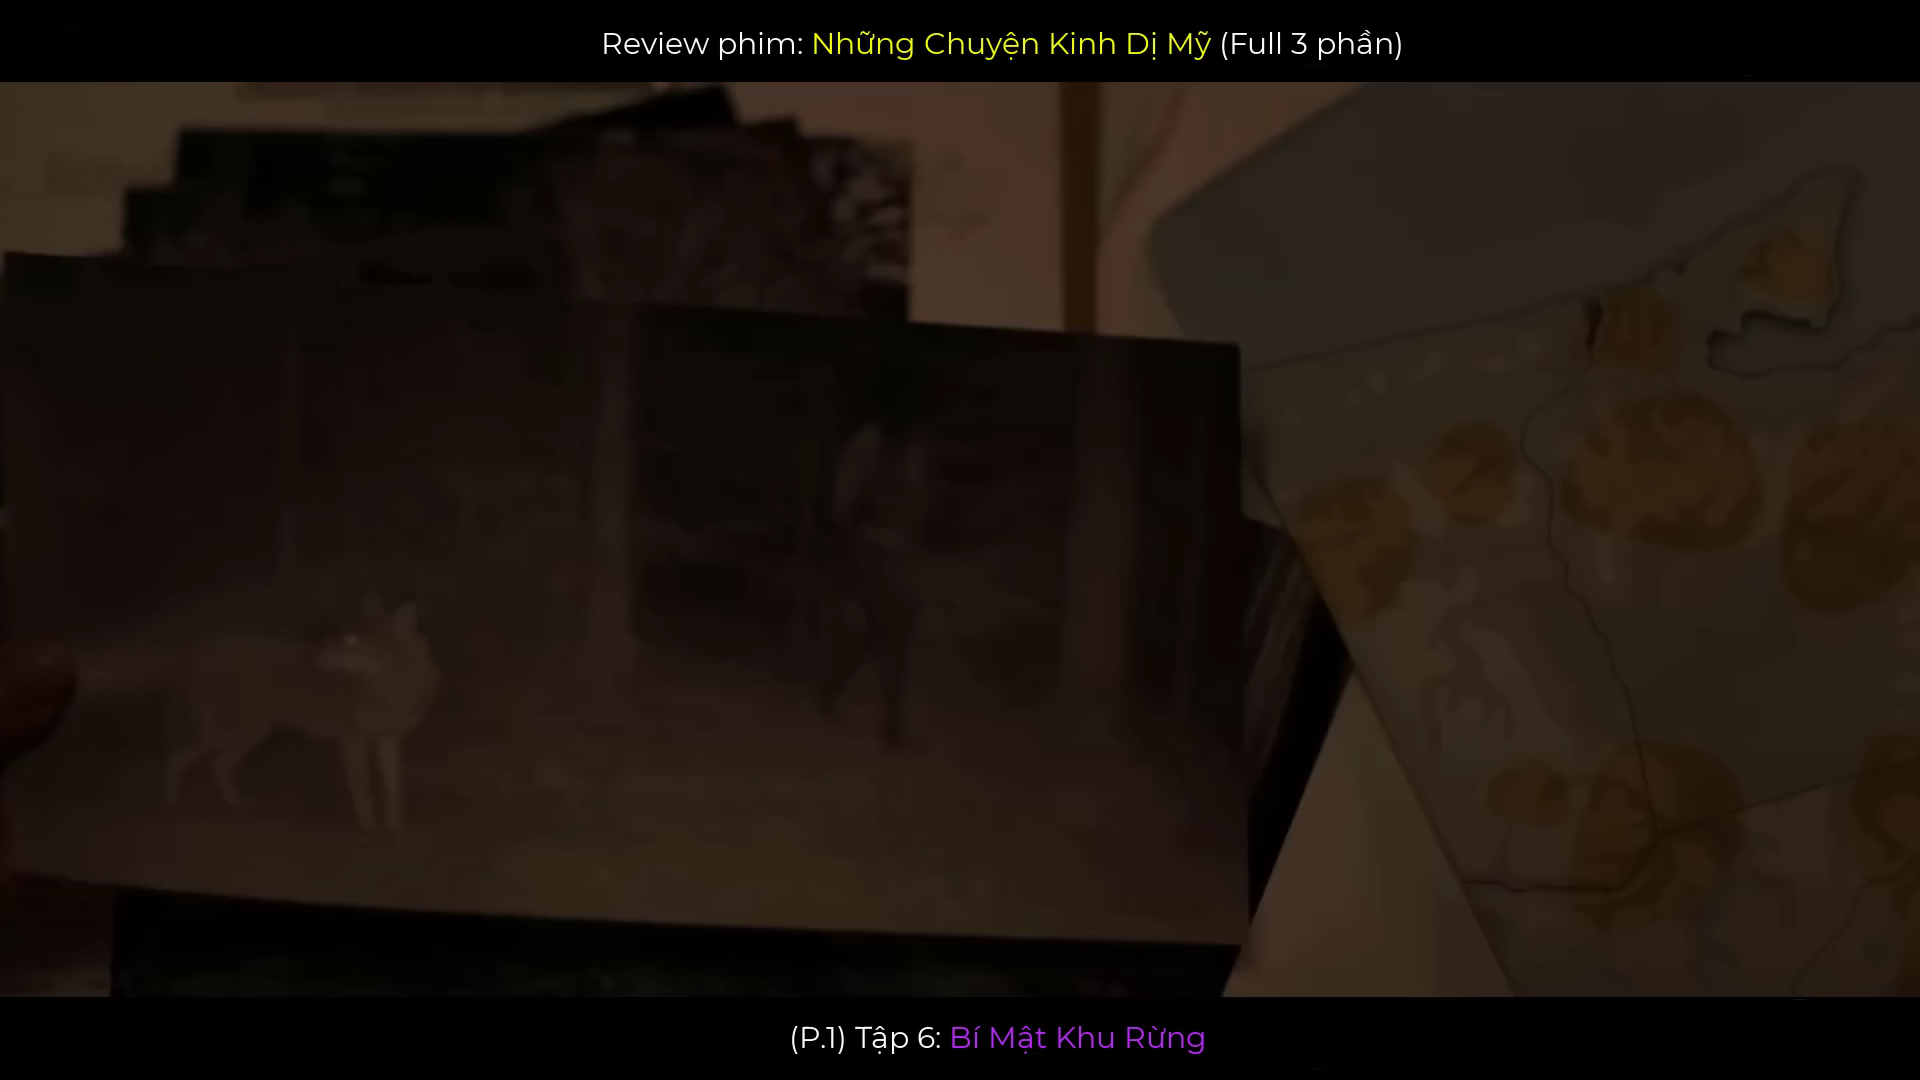 Review phim: Những Chuyện Kinh Dị Mỹ (Full 3 phần)
(P.1) Tập 6: Bí Mật Khu Rừng